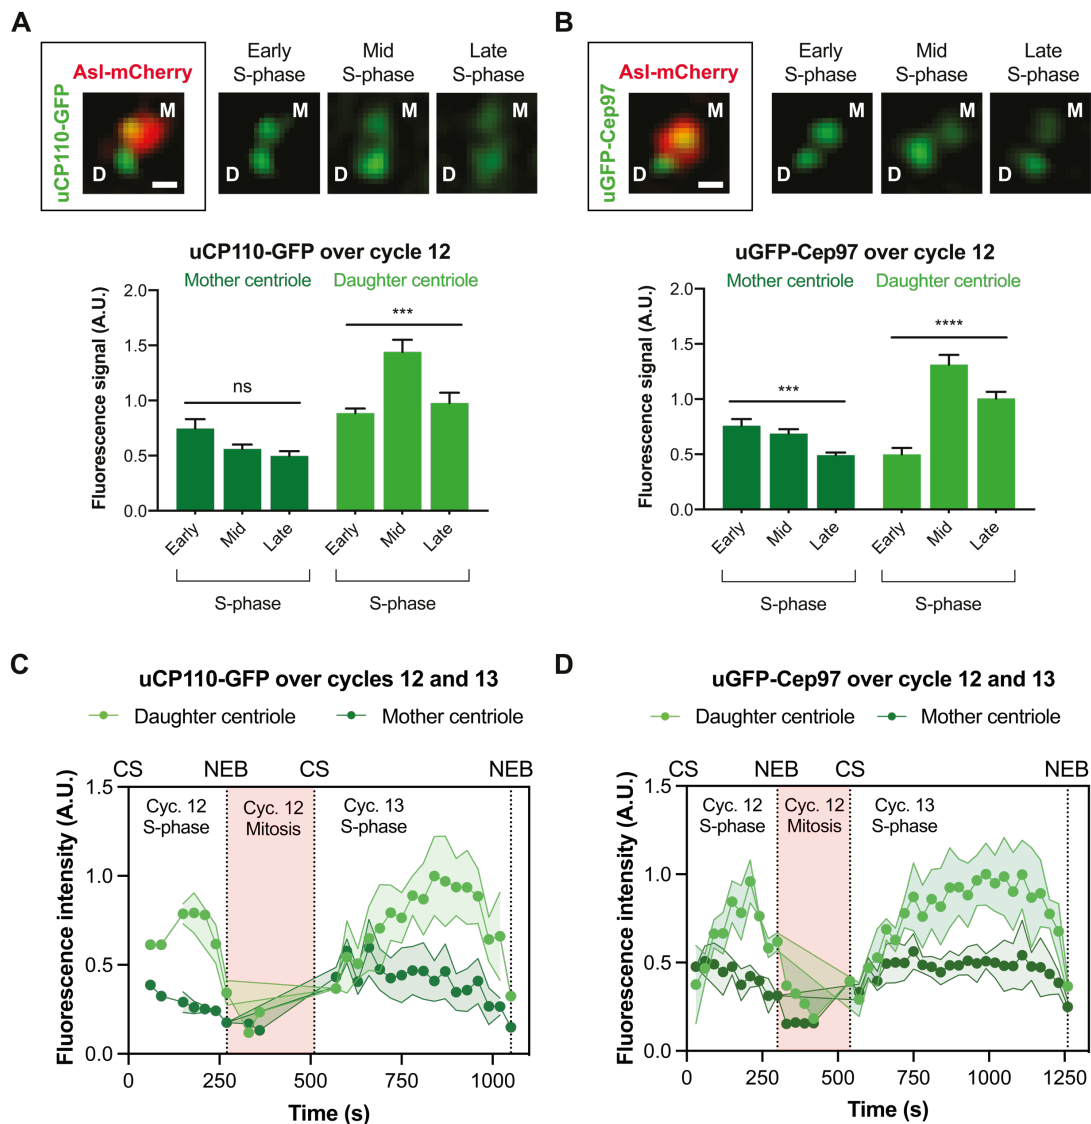 A
Asl-mCherry
uCP110-GFP
M
D
Early
S-phase
M
D
Mid
S-phase
M
D
Late
S-phase
M
D
uCP110-GFP over cycle 12
Mother centriole
Daughter centriole
Fluorescence signal (A.U.)
2.0
1.5
1.0
0.5
0.0
ns
***
Early
Mid
Late
Early
Mid
Late
S-phase
S-phase
B
Asl-mCherry
uGFP-Cep97
M
D
Early
S-phase
M
D
Mid
S-phase
M
D
Late
S-phase
M
D
uGFP-Cep97 over cycle 12
Mother centriole
Daughter centriole
Fluorescence signal (A.U.)
2.0
1.5
1.0
0.5
0.0
***
****
Early
Mid
Late
Early
Mid
Late
S-phase
S-phase
C
uCP110-GFP over cycles 12 and 13
Daughter centriole
Mother centriole
CS
NEB
CS
NEB
Cyc. 12
S-phase
Cyc. 12
Mitosis
Cyc. 13
S-phase
Fluorescence intensity (A.U.)
1.5
1.0
0.5
0.0
0
250
500
750
1000
Time (s)
D
uGFP-Cep97 over cycle 12 and 13
Daughter centriole
Mother centriole
CS
NEB
CS
NEB
Cyc. 12
S-phase
Cyc. 12
Mitosis
Cyc. 13
S-phase
Fluorescence intensity (A.U.)
1.5
1.0
0.5
0.0
0
250
500
750
1000
1250
Time (s)